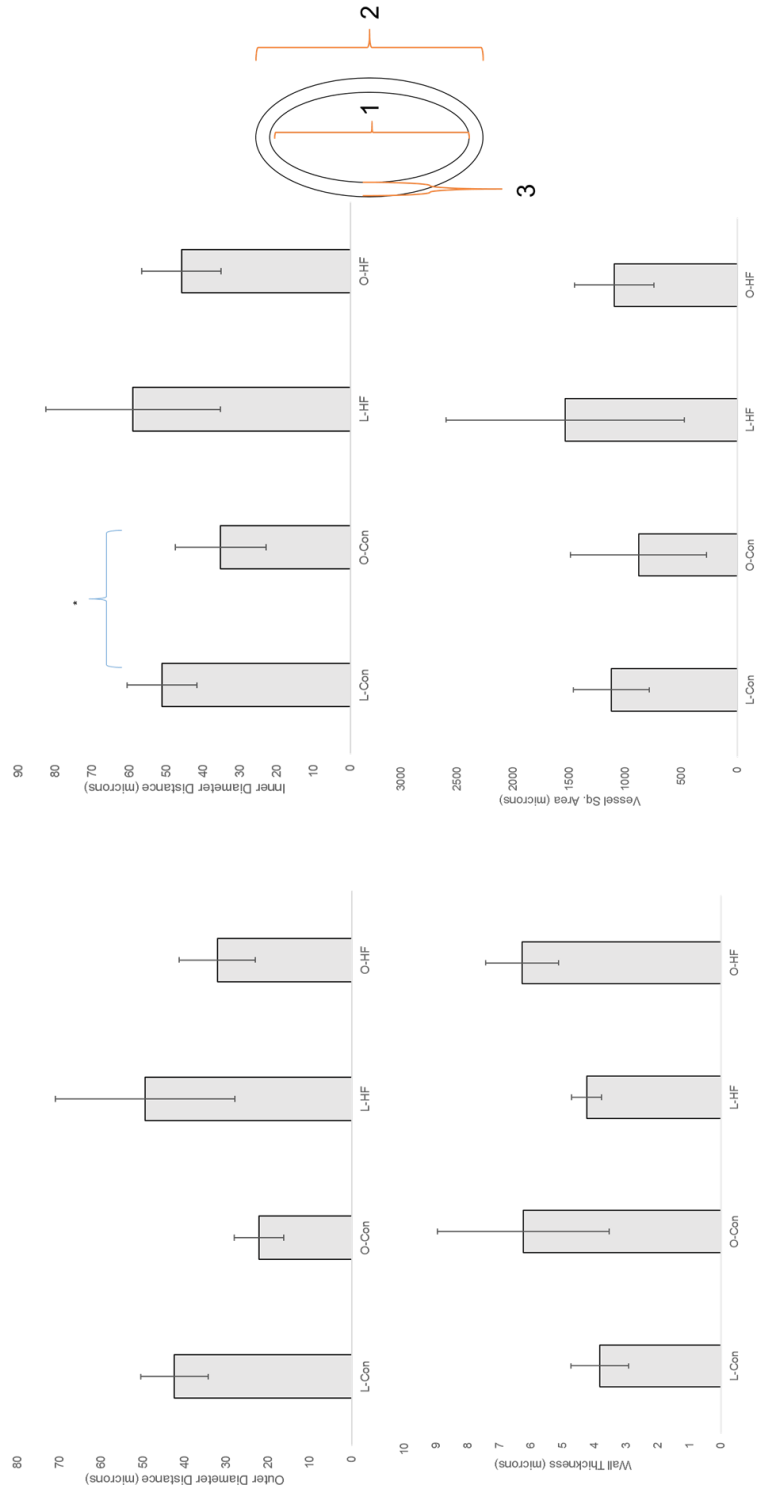 80
70
60
50
40
30
20
10
0
Outer Diameter Distance (microns)
L-Con
O-Con
L-HF
O-HF
90
80
70
60
50
40
30
20
10
0
Inner Diameter Distance (microns)
*
L-Con
O-Con
L-HF
O-HF
1
2
3
10
9
8
7
6
5
4
3
2
1
0
Wall Thickness (microns)
L-Con
O-Con
L-HF
O-HF
3000
2500
2000
1500
1000
500
0
Vessel Sq. Area (microns)
L-Con
O-Con
L-HF
O-HF